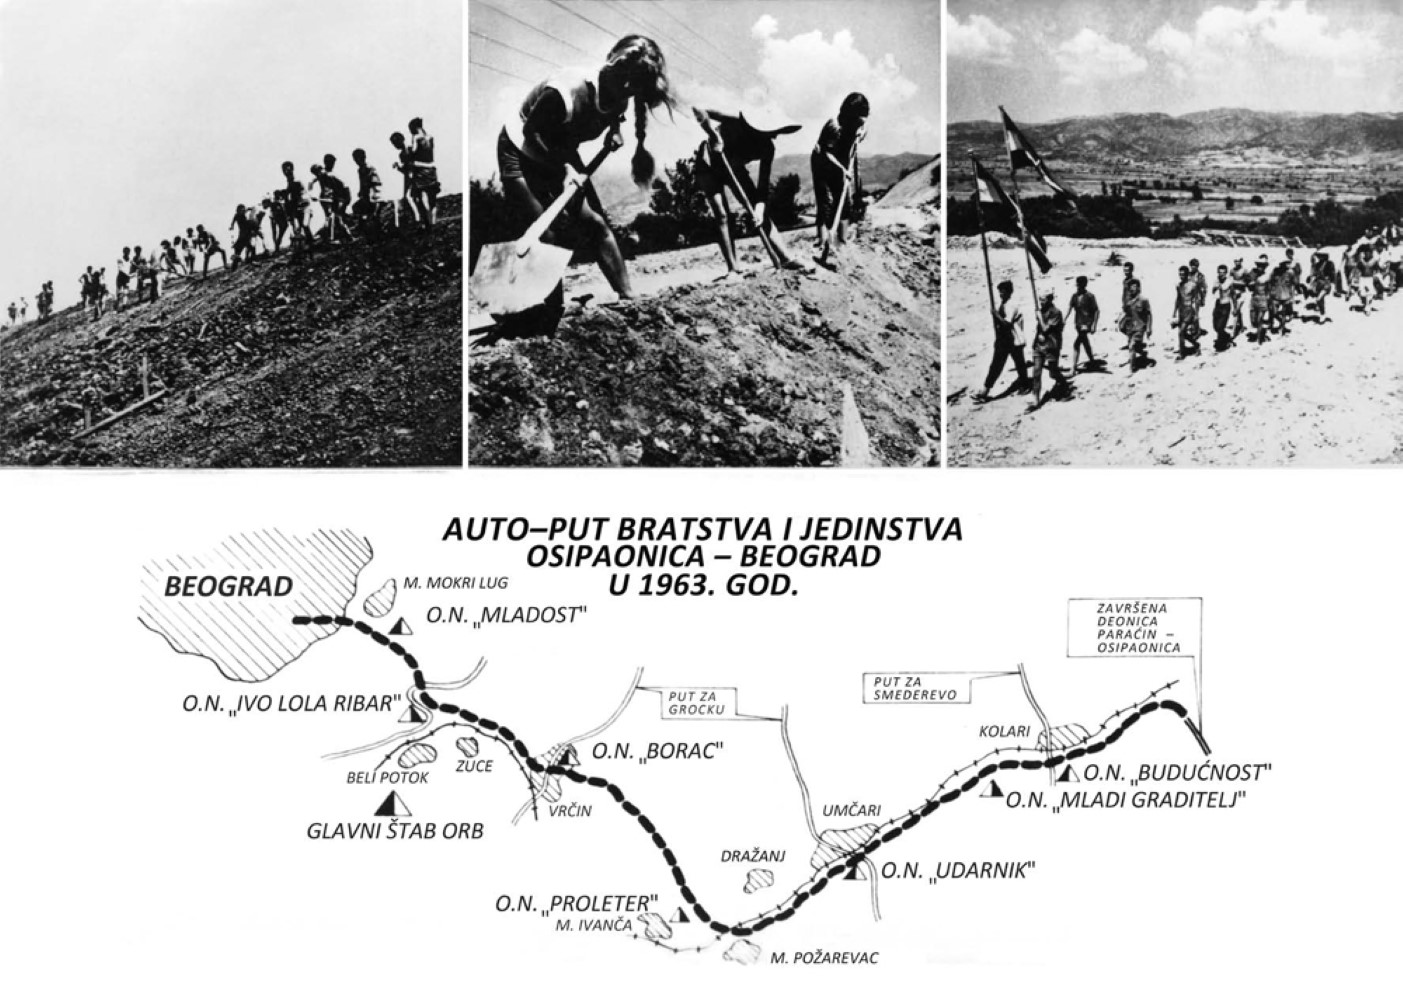 AUTO–PUT BRATSTVA I JEDINSTVA
OSIPAONICA – BEOGRAD
U 1963. GOD.
BEOGRAD
M. MOKRI LUG
O.N. „MLADOST"
ZAVRŠENA
DEONICA
PARAĆIN –
OSIPAONICA
O.N. „IVO LOLA RIBAR"
PUT ZA
GROCKU
PUT ZA
SMEDEREVO
KOLARI
O.N. „BORAC"
BELI POTOK
ZUCE
O.N. „BUDUĆNOST"
O.N. „MLADI GRADITELJ"
VRČIN
UMČARI
GLAVNI ŠTAB ORB
DRAŽANJ
O.N. „UDARNIK"
O.N. „PROLETER"
M. IVANČA
M. POŽAREVAC